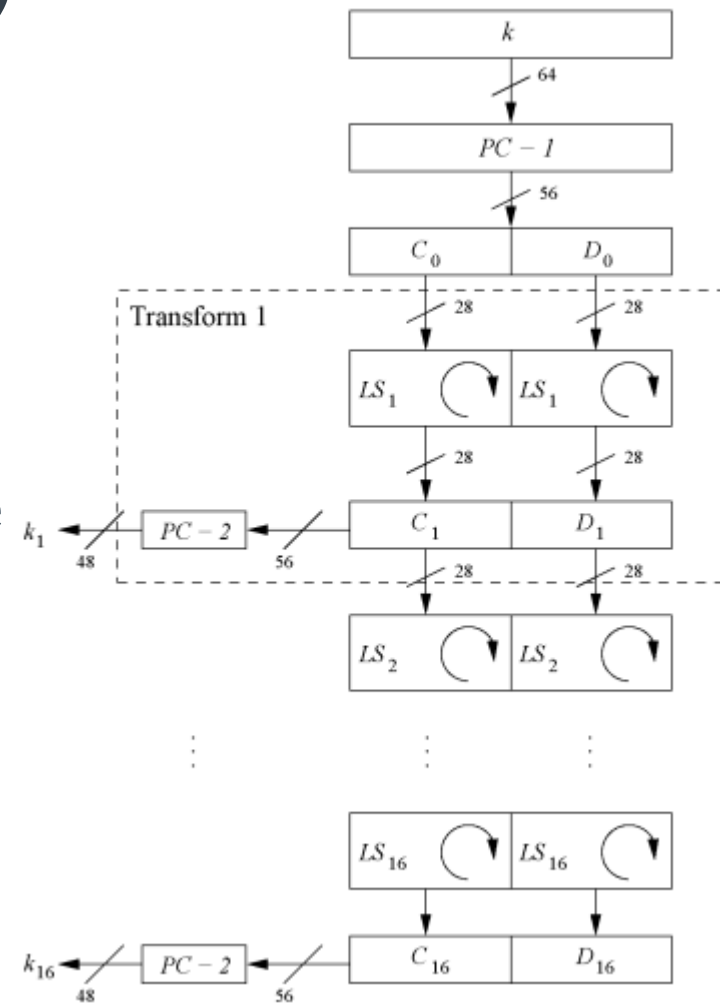 k
64
PC − 1
56
C0 D0
28 28
Transform 1
LS1 LS1
28 28
k1 PC − 2 C1 D1
48 56
28 28
LS2 LS2
⋮ ⋮ ⋮
LS16 LS16
k16 PC − 2 C16 D16
48 56